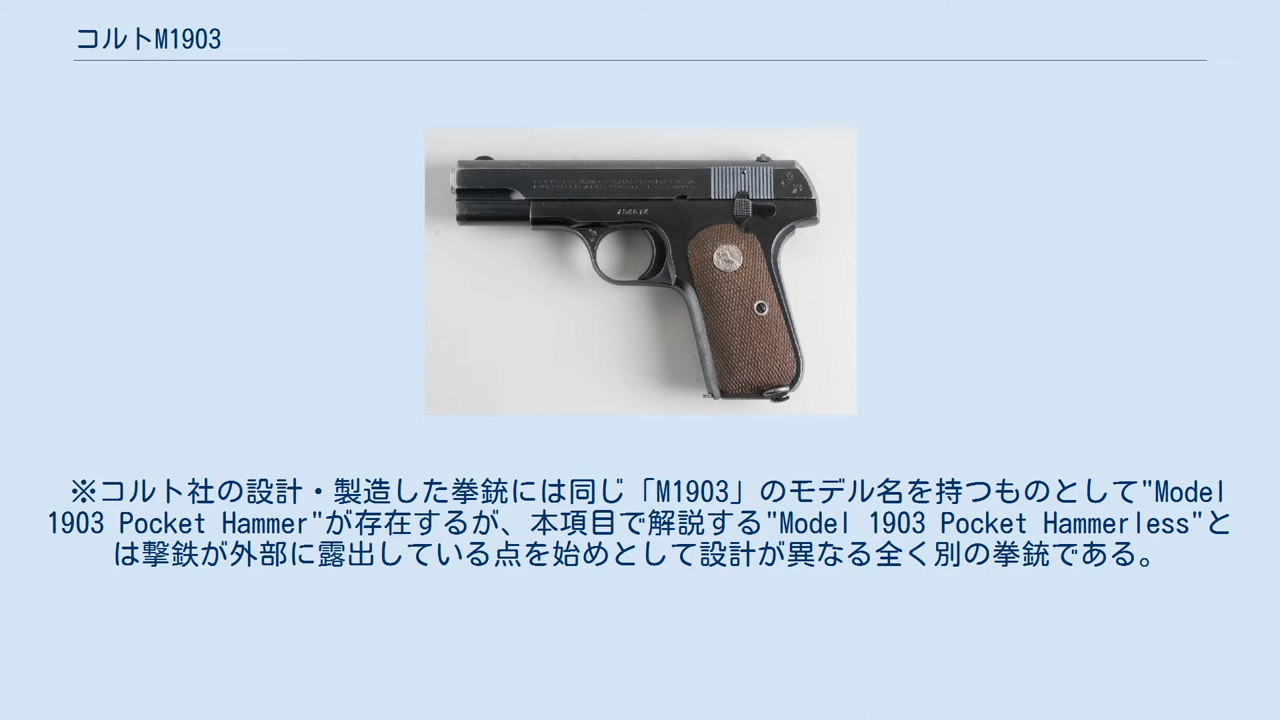 コルトM1903
※コルト社の設計・製造した拳銃には同じ「M1903」のモデル名を持つものとして"Model
1903 Pocket Hammer"が存在するが、本項目で解説する"Model 1903 Pocket Hammerless"と
は撃鉄が外部に露出している点を始めとして設計が異なる全く別の拳銃である。